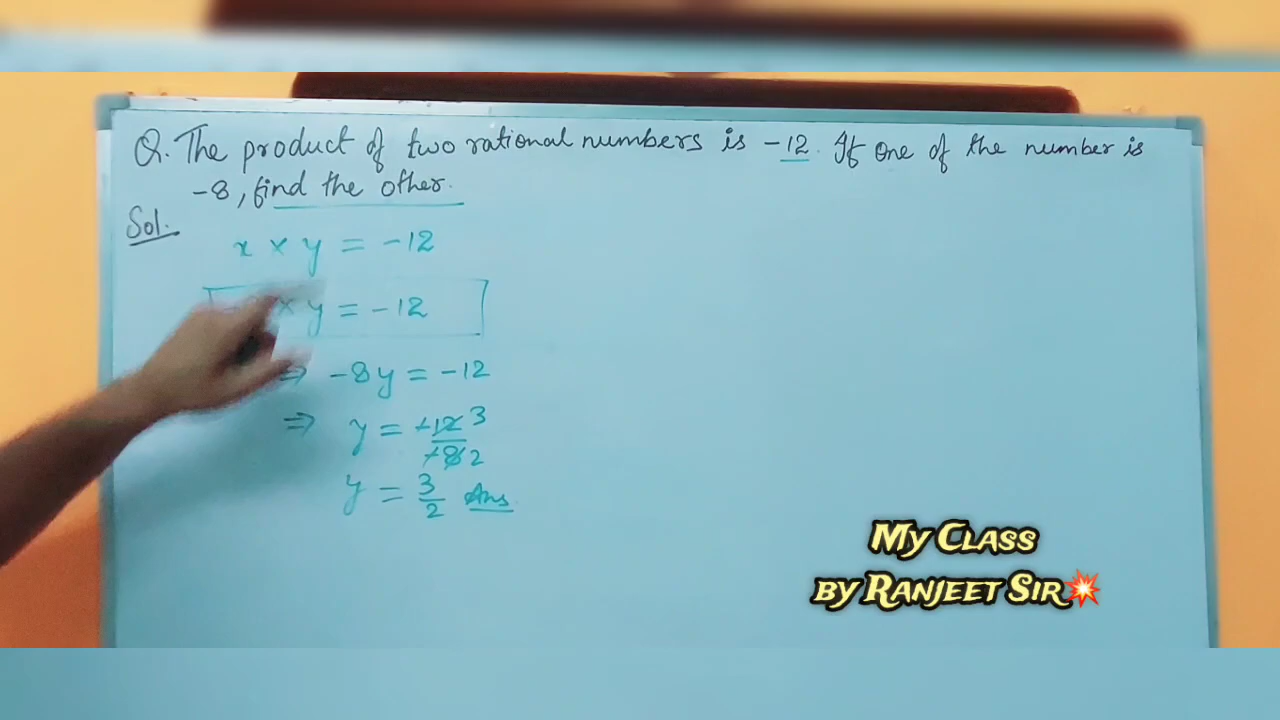 Q. The product of two rational numbers is -12. If one of the number is
-8, find the other.
Sol.
x × y = -12
× y = -12
⇒ -8y = -12
⇒ y = -12 3
-8 2
y = 3/2 Ans
My Class
by Ranjeet Sir💥